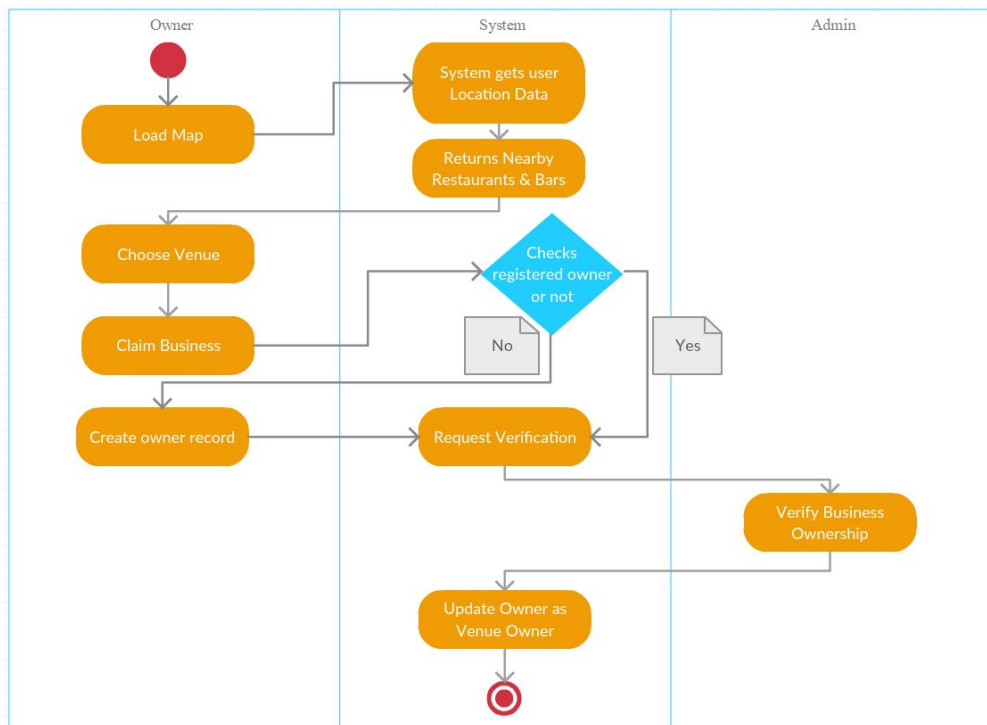 Owner
System
Admin
System gets user
Location Data
Load Map
Returns Nearby
Restaurants & Bars
Choose Venue
Checks
registered owner
or not
Claim Business
No
Yes
Create owner record
Request Verification
Verify Business
Ownership
Update Owner as
Venue Owner